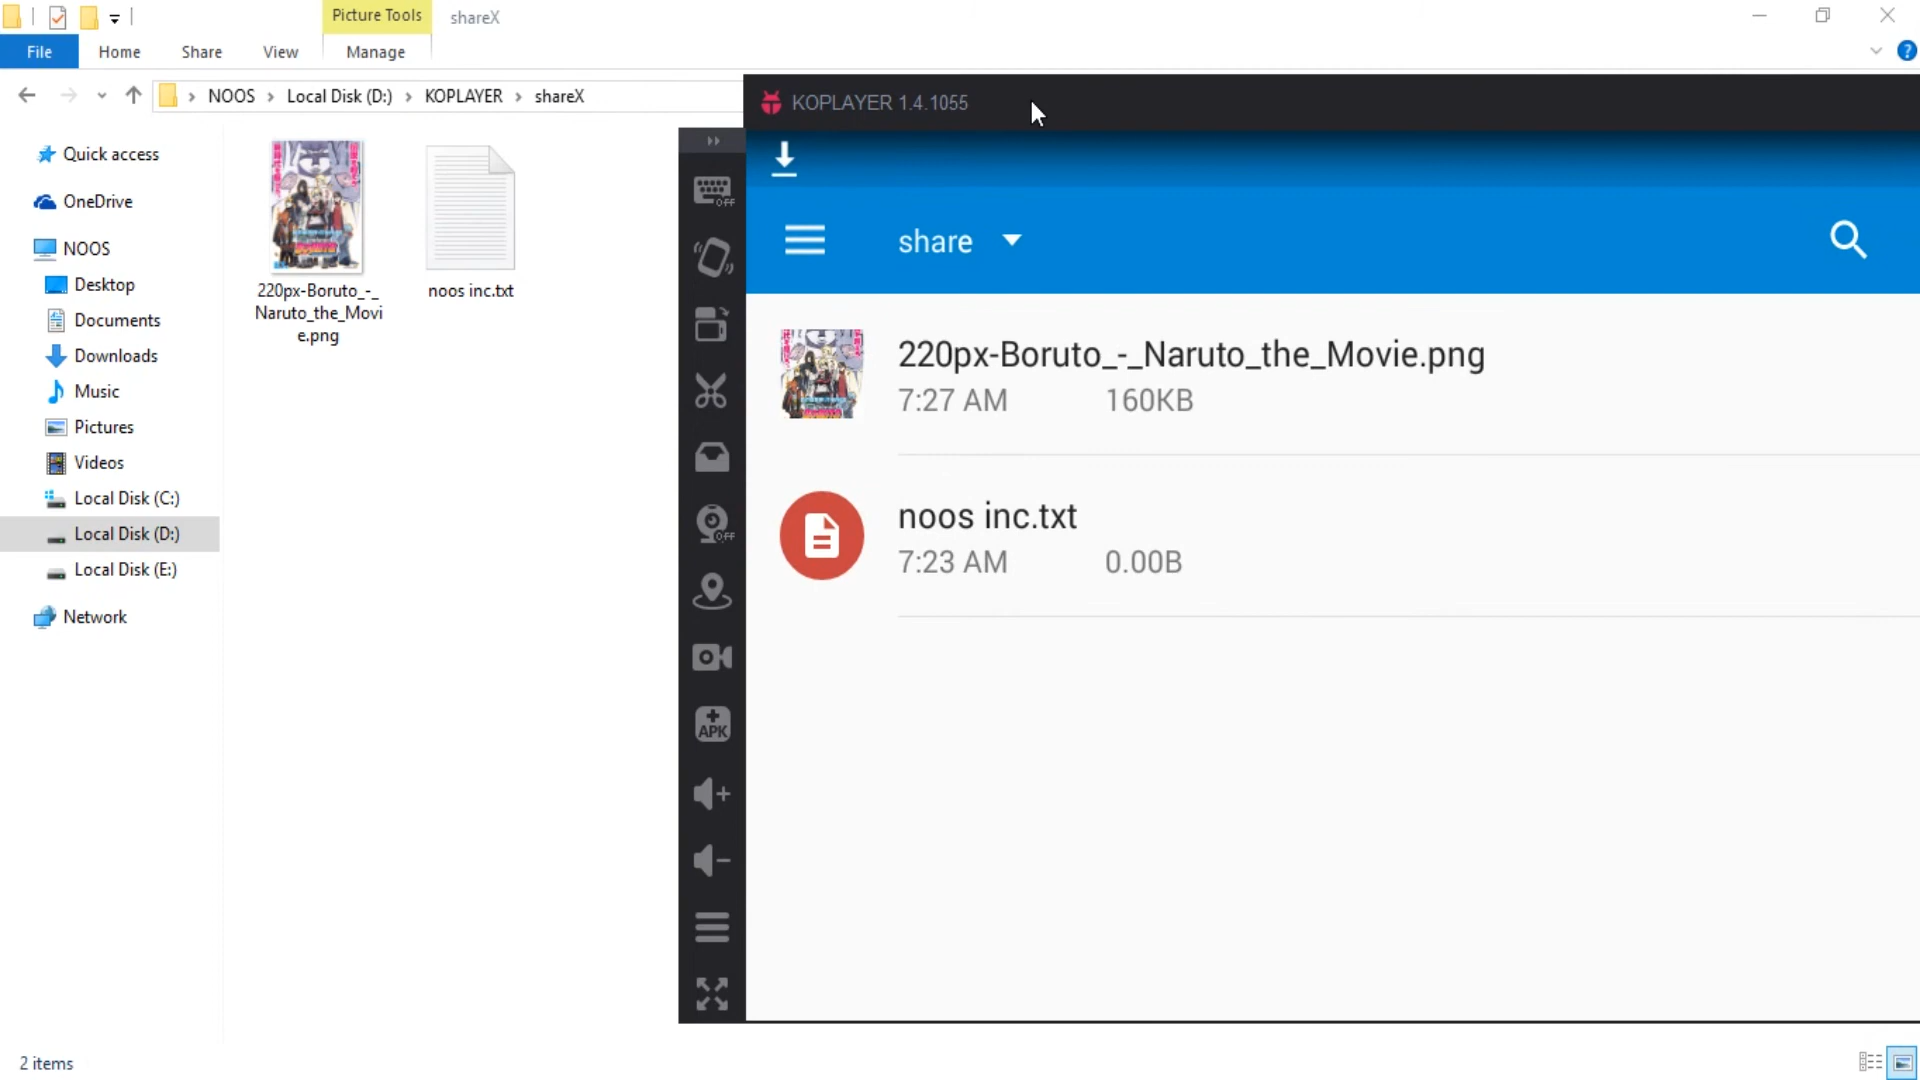 Picture Tools
shareX
File
Home
Share
View
Manage
NOOS
Local Disk (D:)
KOPLAYER
shareX
Quick access
OneDrive
NOOS
Desktop
Documents
Downloads
Music
Pictures
Videos
Local Disk (C:)
Local Disk (D:)
Local Disk (E:)
Network
220px-Boruto_-_
Naruto_the_Movi
e.png
noos inc.txt
2 items
KOPLAYER 1.4.1055
OFF
OFF
APK
share
220px-Boruto_-_Naruto_the_Movie.png
7:27 AM 160KB
noos inc.txt
7:23 AM 0.00B